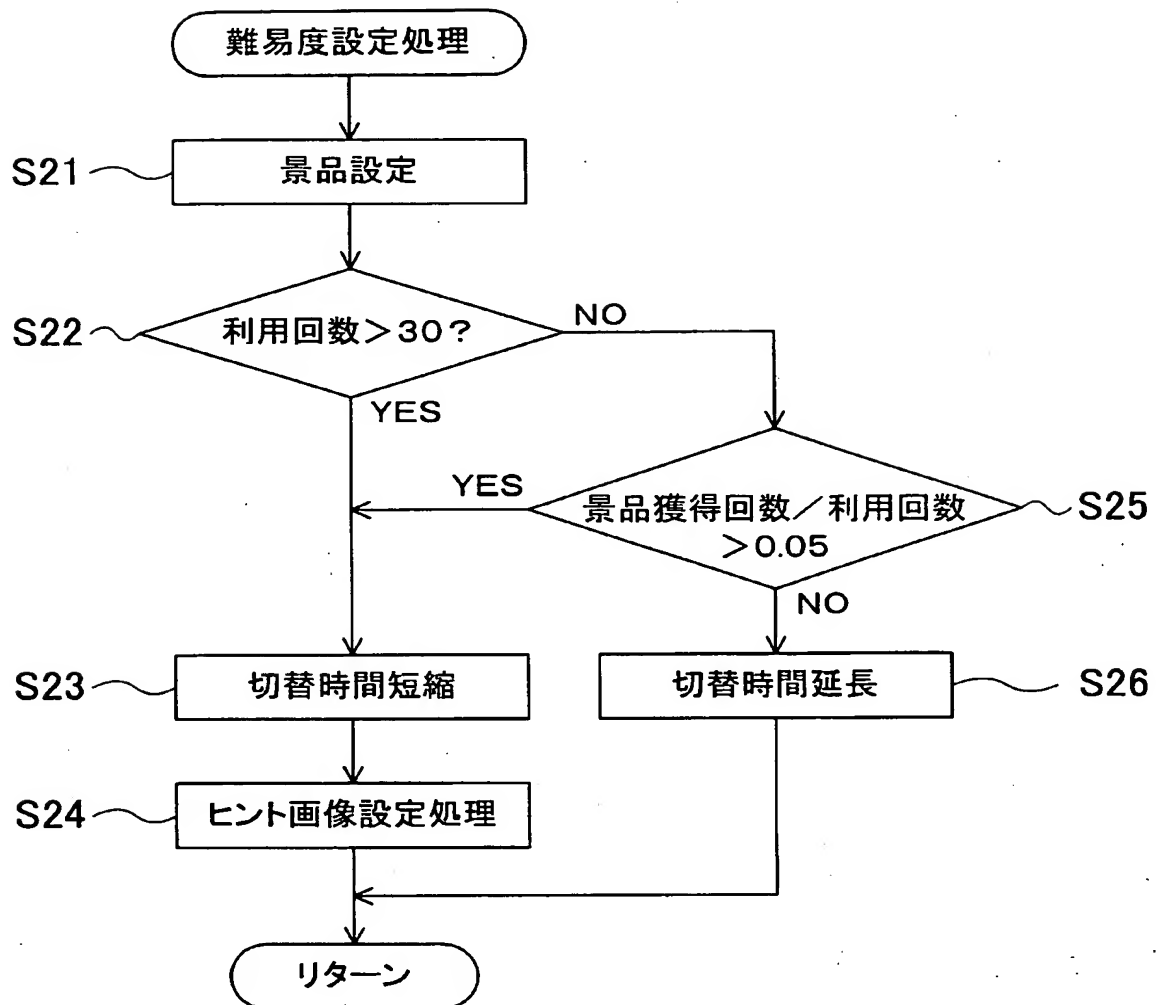 難易度設定処理
S21
景品設定
S22
利用回数＞30？
NO
YES
YES
景品獲得回数／利用回数
＞0.05
S25
NO
S23
切替時間短縮
切替時間延長
S26
S24
ヒント画像設定処理
リターン